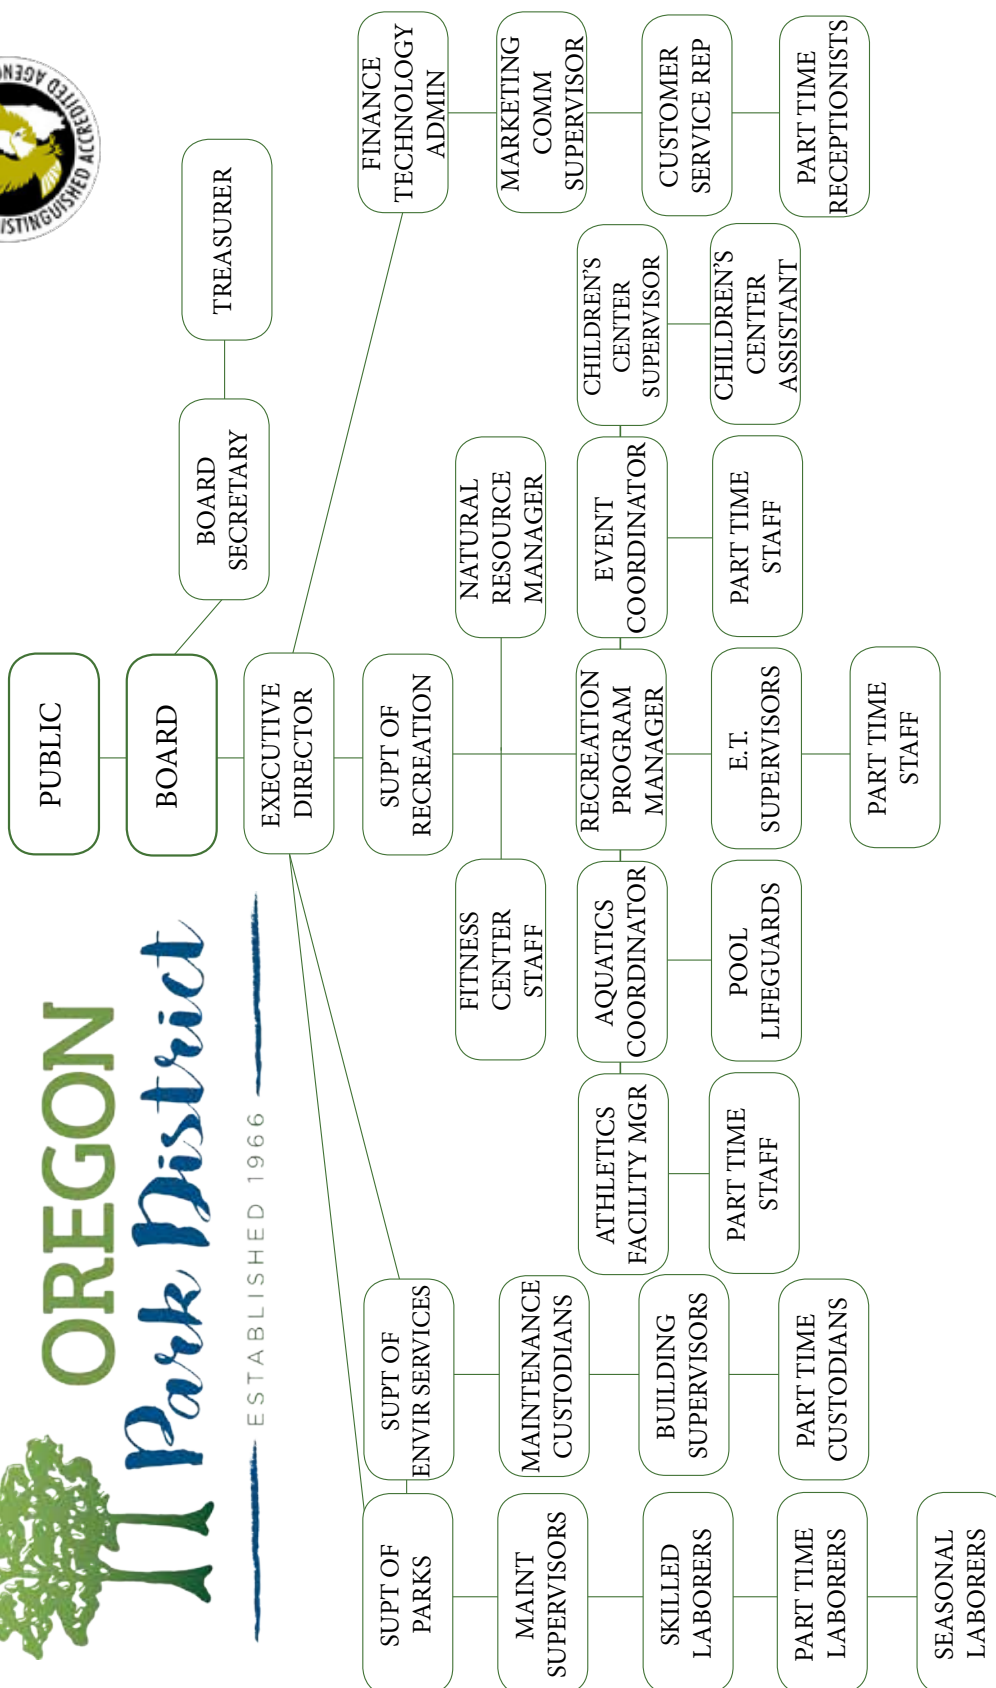 OREGON
Park District
ESTABLISHED 1966
DISTINGUISHED ACCREDITED
PUBLIC
BOARD
BOARD
SECRETARY
TREASURER
EXECUTIVE
DIRECTOR
SUPT OF
PARKS
SUPT OF
ENVIR SERVICES
SUPT OF
RECREATION
FINANCE
TECHNOLOGY
ADMIN
FITNESS
CENTER
STAFF
NATURAL
RESOURCE
MANAGER
MAINT
SUPERVISORS
MAINTENANCE
CUSTODIANS
MARKETING
COMM
SUPERVISOR
ATHLETICS
FACILITY MGR
AQUATICS
COORDINATOR
RECREATION
PROGRAM
MANAGER
EVENT
COORDINATOR
CHILDREN'S
CENTER
SUPERVISOR
SKILLED
LABORERS
BUILDING
SUPERVISORS
CUSTOMER
SERVICE REP
PART TIME
STAFF
POOL
LIFEGUARDS
E.T.
SUPERVISORS
PART TIME
STAFF
CHILDREN'S
CENTER
ASSISTANT
PART TIME
LABORERS
PART TIME
CUSTODIANS
PART TIME
RECEPTIONISTS
PART TIME
STAFF
SEASONAL
LABORERS